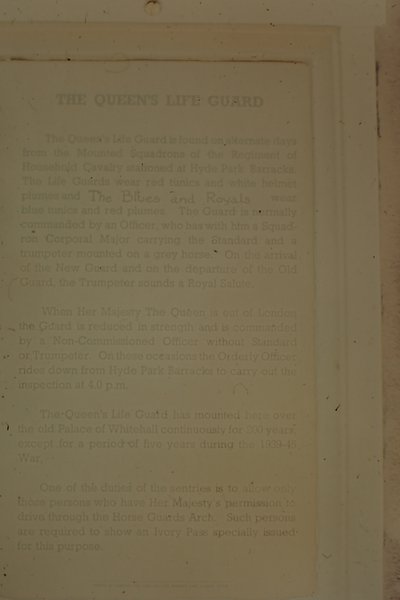 THE QUEEN'S LIFE GUARD
The Queen's Life Guard is found on alternate days
from the Mounted Squadrons of the Regiment of
Household Cavalry stationed at Hyde Park Barracks.
The Life Guards wear red tunics and white helmet
plumes and The Blues and Royals wear
blue tunics and red plumes. The Guard is normally
commanded by an Officer, who has with him a Squad-
ron Corporal Major carrying the Standard and a
trumpeter mounted on a grey horse. On the arrival
of the New Guard and on the departure of the Old
Guard, the Trumpeter sounds a Royal Salute.
When Her Majesty The Queen is out of London
the Guard is reduced in strength and is commanded
by a Non-Commissioned Officer without Standard
or Trumpeter. On those occasions the Orderly Officer
rides down from Hyde Park Barracks to carry out the
inspection at 4.0 p.m.
The Queen's Life Guard has mounted here over
the old Palace of Whitehall continuously for 200 years,
except for a period of five years during the 1939-45
War.
One of the duties of the sentries is to allow only
those persons who have Her Majesty's permission to
drive through the Horse Guards Arch. Such persons
are required to show an Ivory Pass specially issued
for this purpose.